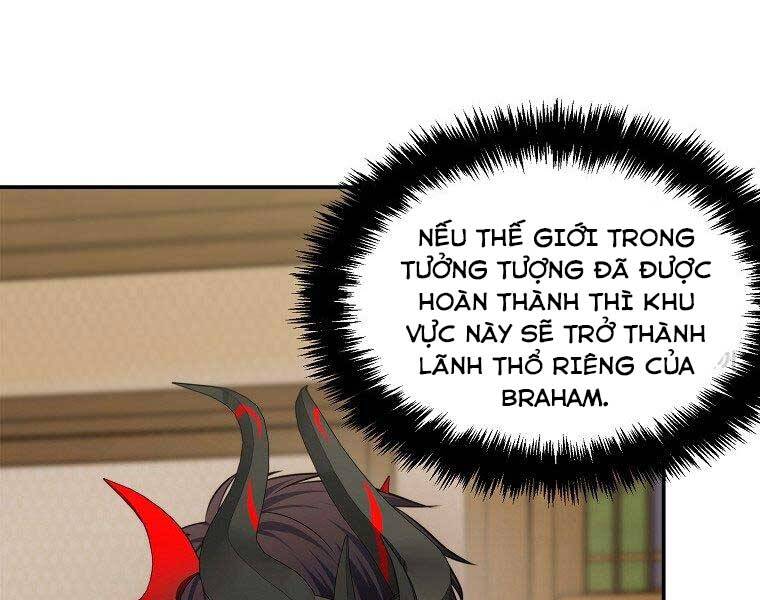 NẾU THẾ GIỚI TRONG
TƯỞNG TƯỢNG ĐÃ ĐƯỢC
HOÀN THÀNH THÌ KHU
VỰC NÀY SẼ TRỞ THÀNH
LÃNH THỔ RIÊNG CỦA
BRAHAM.